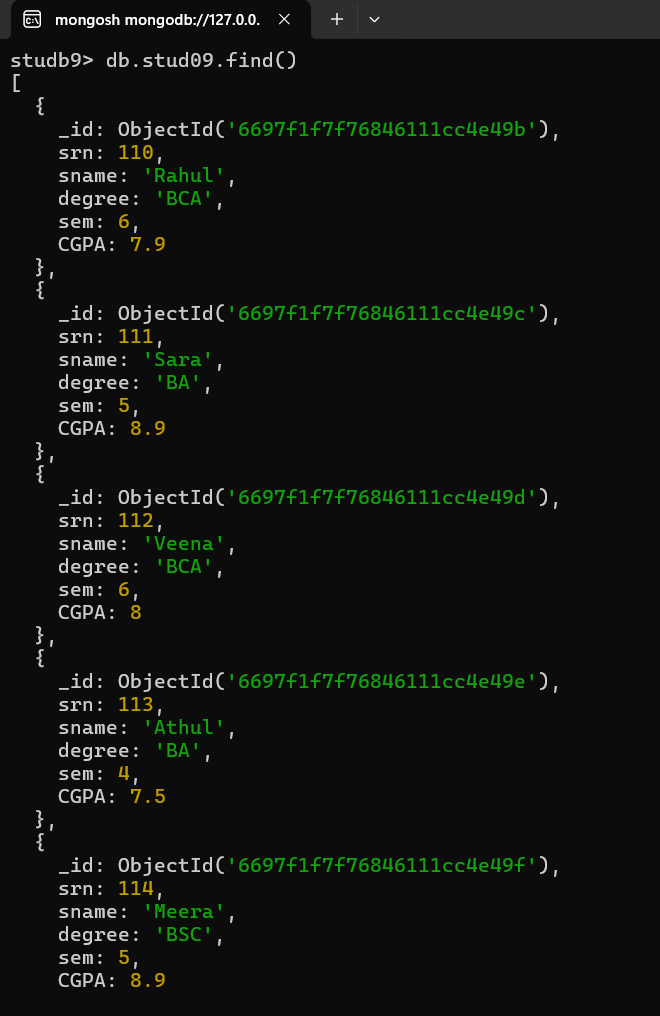 mongosh mongodb://127.0.0.
studb9> db.stud09.find()
[
  {
    _id: ObjectId('6697f1f7f76846111cc4e49b'),
    srn: 110,
    sname: 'Rahul',
    degree: 'BCA',
    sem: 6,
    CGPA: 7.9
  },
  {
    _id: ObjectId('6697f1f7f76846111cc4e49c'),
    srn: 111,
    sname: 'Sara',
    degree: 'BA',
    sem: 5,
    CGPA: 8.9
  },
  {
    _id: ObjectId('6697f1f7f76846111cc4e49d'),
    srn: 112,
    sname: 'Veena',
    degree: 'BCA',
    sem: 6,
    CGPA: 8
  },
  {
    _id: ObjectId('6697f1f7f76846111cc4e49e'),
    srn: 113,
    sname: 'Athul',
    degree: 'BA',
    sem: 4,
    CGPA: 7.5
  },
  {
    _id: ObjectId('6697f1f7f76846111cc4e49f'),
    srn: 114,
    sname: 'Meera',
    degree: 'BSC',
    sem: 5,
    CGPA: 8.9